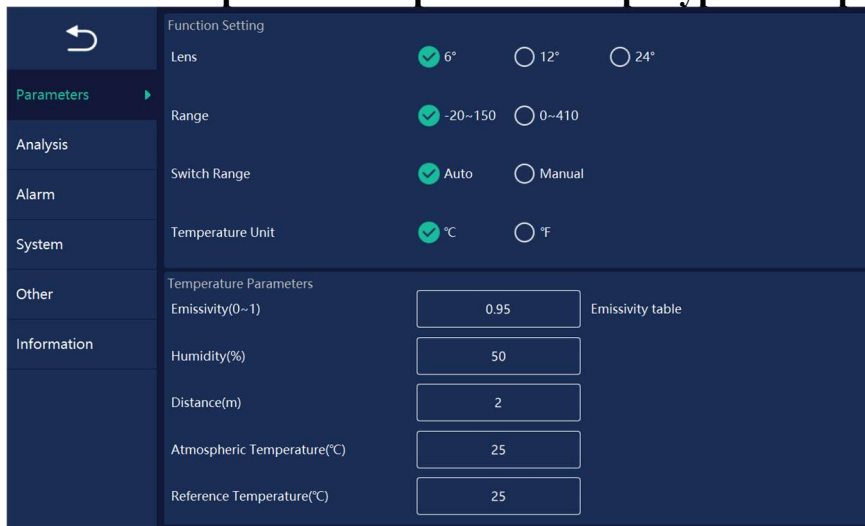 Parameters
Analysis
Alarm
System
Other
Information
Function Setting
Lens 6° 12° 24°
Range -20~150 0~410
Switch Range Auto Manual
Temperature Unit ℃ ℉
Temperature Parameters
Emissivity(0~1) 0.95 Emissivity table
Humidity(%) 50
Distance(m) 2
Atmospheric Temperature(℃) 25
Reference Temperature(℃) 25